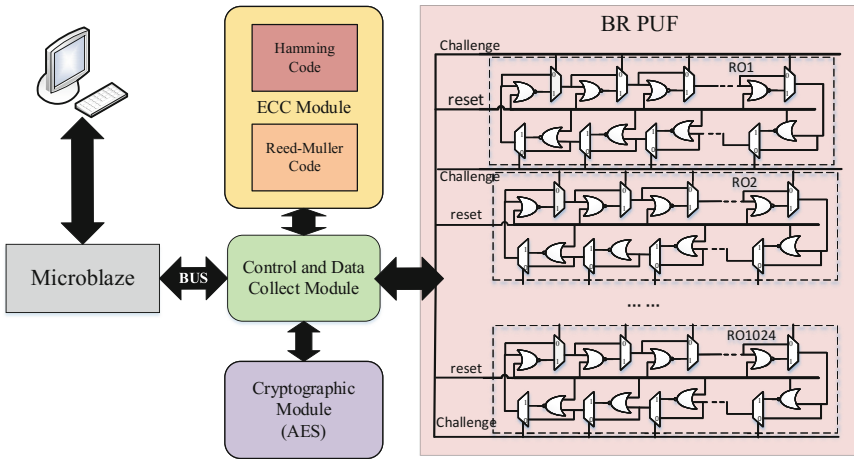 Hamming
Code
ECC Module
Reed-Muller
Code
Microblaze
BUS
Control and Data
Collect Module
Cryptographic
Module
(AES)
BR PUF
Challenge
RO1
reset
Challenge
RO2
reset
... ...
RO1024
reset
Challenge